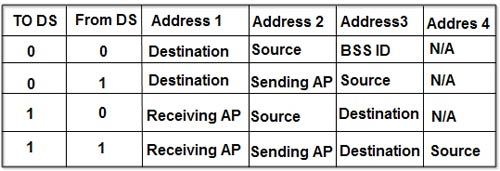 TO DS From DS Address 1 Address 2 Address3 Addres 4
0 0 Destination Source BSS ID N/A
0 1 Destination Sending AP Source N/A
1 0 Receiving AP Source Destination N/A
1 1 Receiving AP Sending AP Destination Source